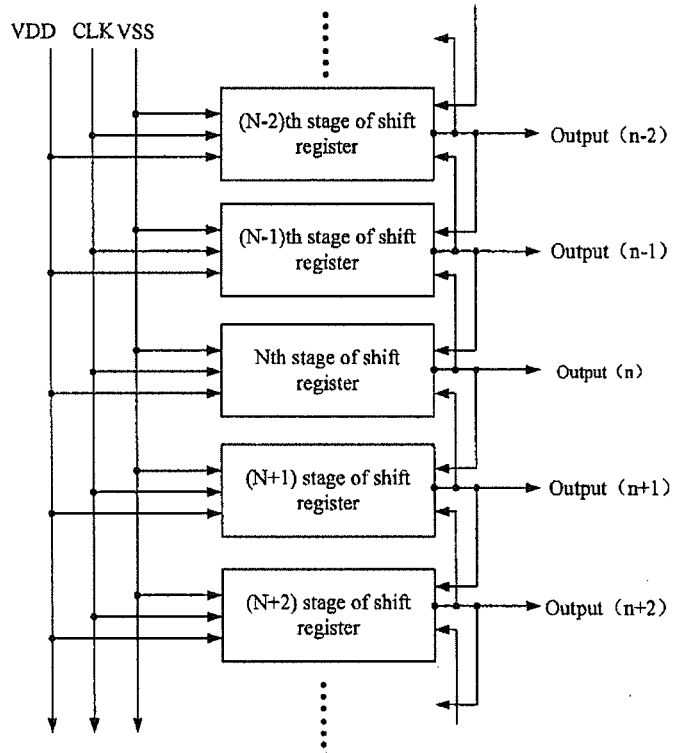 VDD CLK VSS
(N-2)th stage of shift
register
Output (n-2)
(N-1)th stage of shift
register
Output (n-1)
Nth stage of shift
register
Output (n)
(N+1) stage of shift
register
Output (n+1)
(N+2) stage of shift
register
Output (n+2)